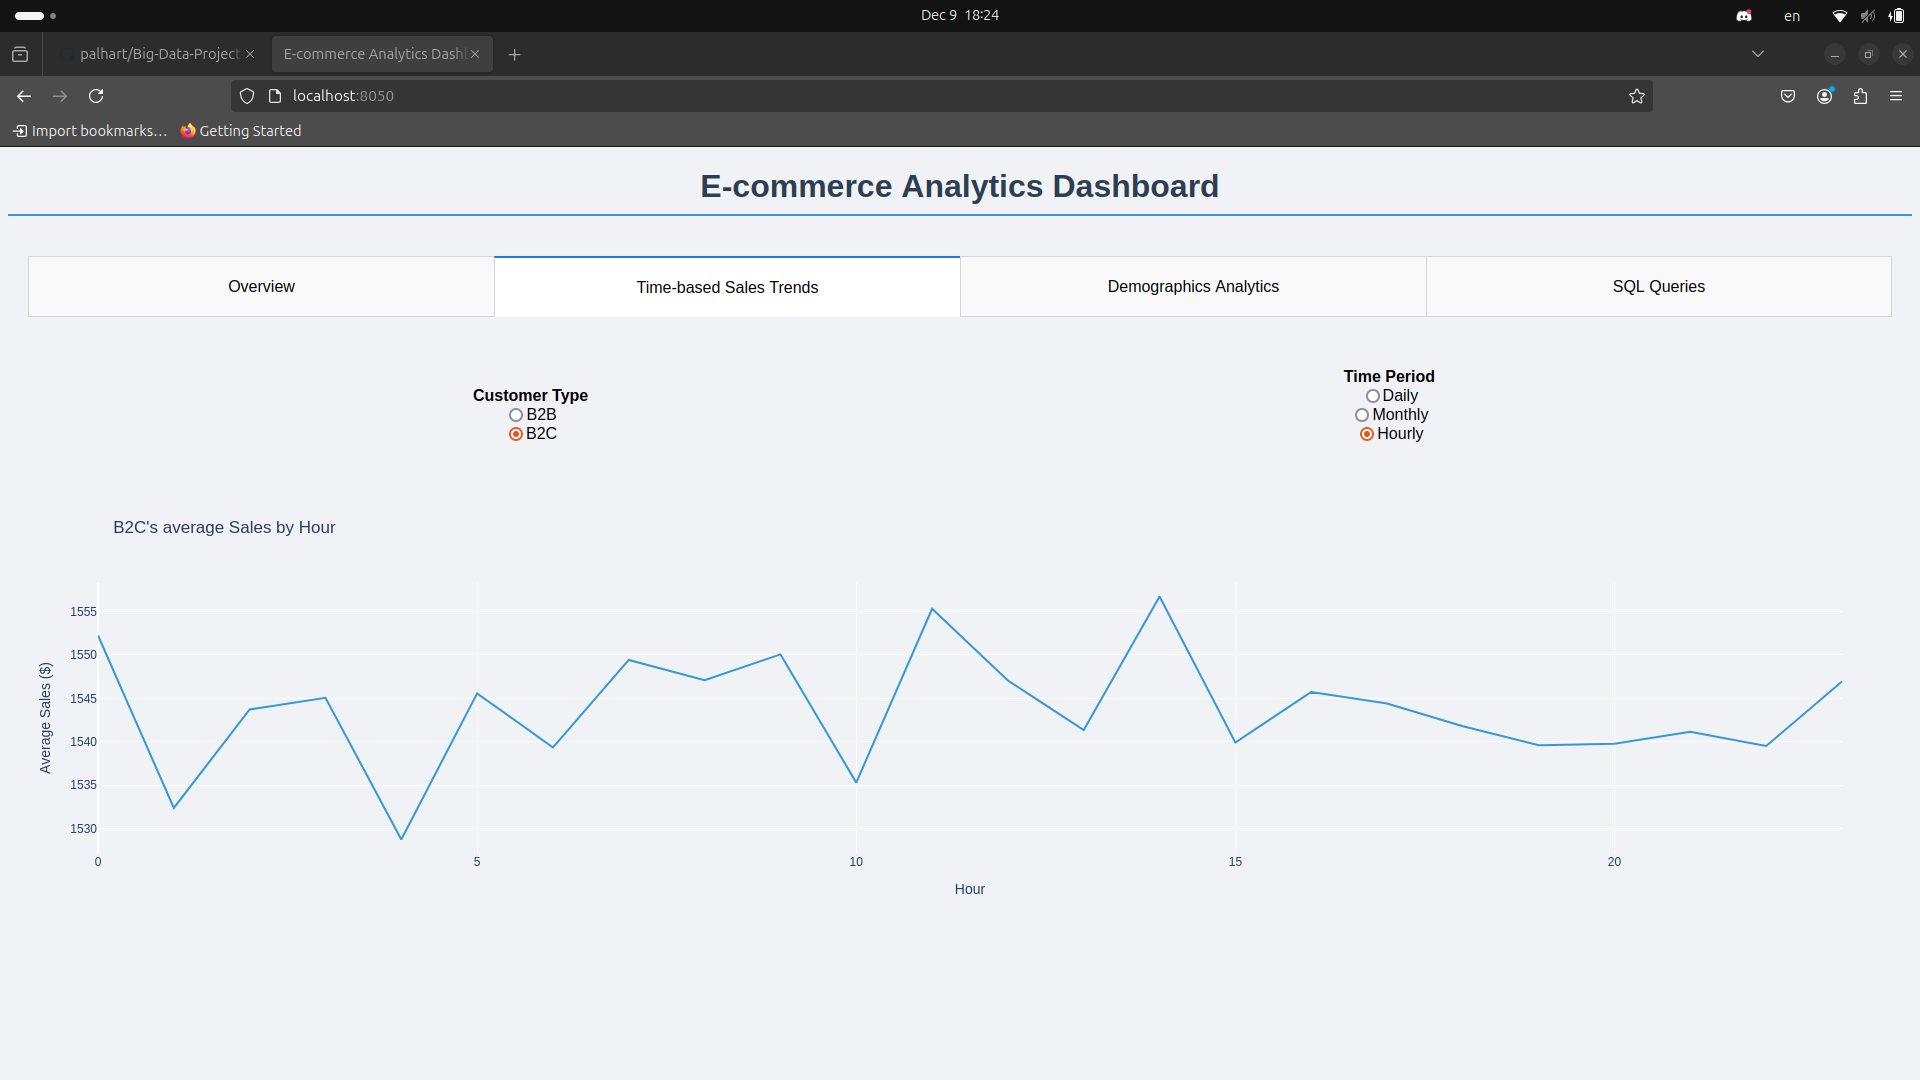 Dec 9 18:24
en
palhart/Big-Data-Project
E-commerce Analytics Dash
localhost:8050
Import bookmarks…
Getting Started
E-commerce Analytics Dashboard
Overview
Time-based Sales Trends
Demographics Analytics
SQL Queries
Customer Type
B2B
B2C
Time Period
Daily
Monthly
Hourly
B2C's average Sales by Hour
Average Sales ($)
1555
1550
1545
1540
1535
1530
0
5
10
15
20
Hour